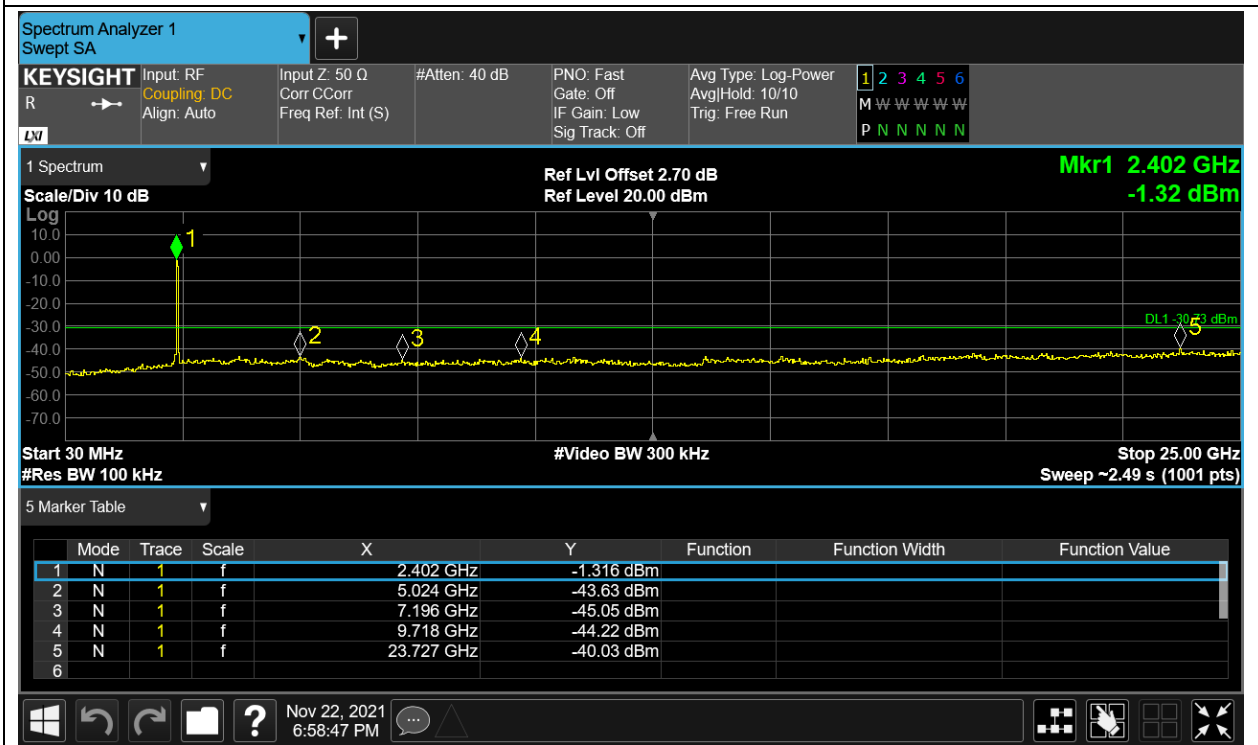 Spectrum Analyzer 1
Swept SA
KEYSIGHT Input: RF Input Z: 50 Ω #Atten: 40 dB PNO: Fast Avg Type: Log-Power 1 2 3 4 5 6
R Coupling: DC Corr CCorr Gate: Off Avg|Hold: 10/10 M W W W W W
Align: Auto Freq Ref: Int (S) IF Gain: Low Trig: Free Run
LXI Sig Track: Off P N N N N N
1 Spectrum Ref Lvl Offset 2.70 dB Mkr1 2.402 GHz
Scale/Div 10 dB Ref Level 20.00 dBm -1.32 dBm
Log
10.0 1
0.00
-10.0
-20.0
DL1 -30.73 dBm
-30.0 2 3 4 5
-40.0
-50.0
-60.0
-70.0
Start 30 MHz #Video BW 300 kHz Stop 25.00 GHz
#Res BW 100 kHz Sweep ~2.49 s (1001 pts)
5 Marker Table
Mode Trace Scale X Y Function Function Width Function Value
1 N 1 f 2.402 GHz -1.316 dBm
2 N 1 f 5.024 GHz -43.63 dBm
3 N 1 f 7.196 GHz -45.05 dBm
4 N 1 f 9.718 GHz -44.22 dBm
5 N 1 f 23.727 GHz -40.03 dBm
6
? Nov 22, 2021
6:58:47 PM